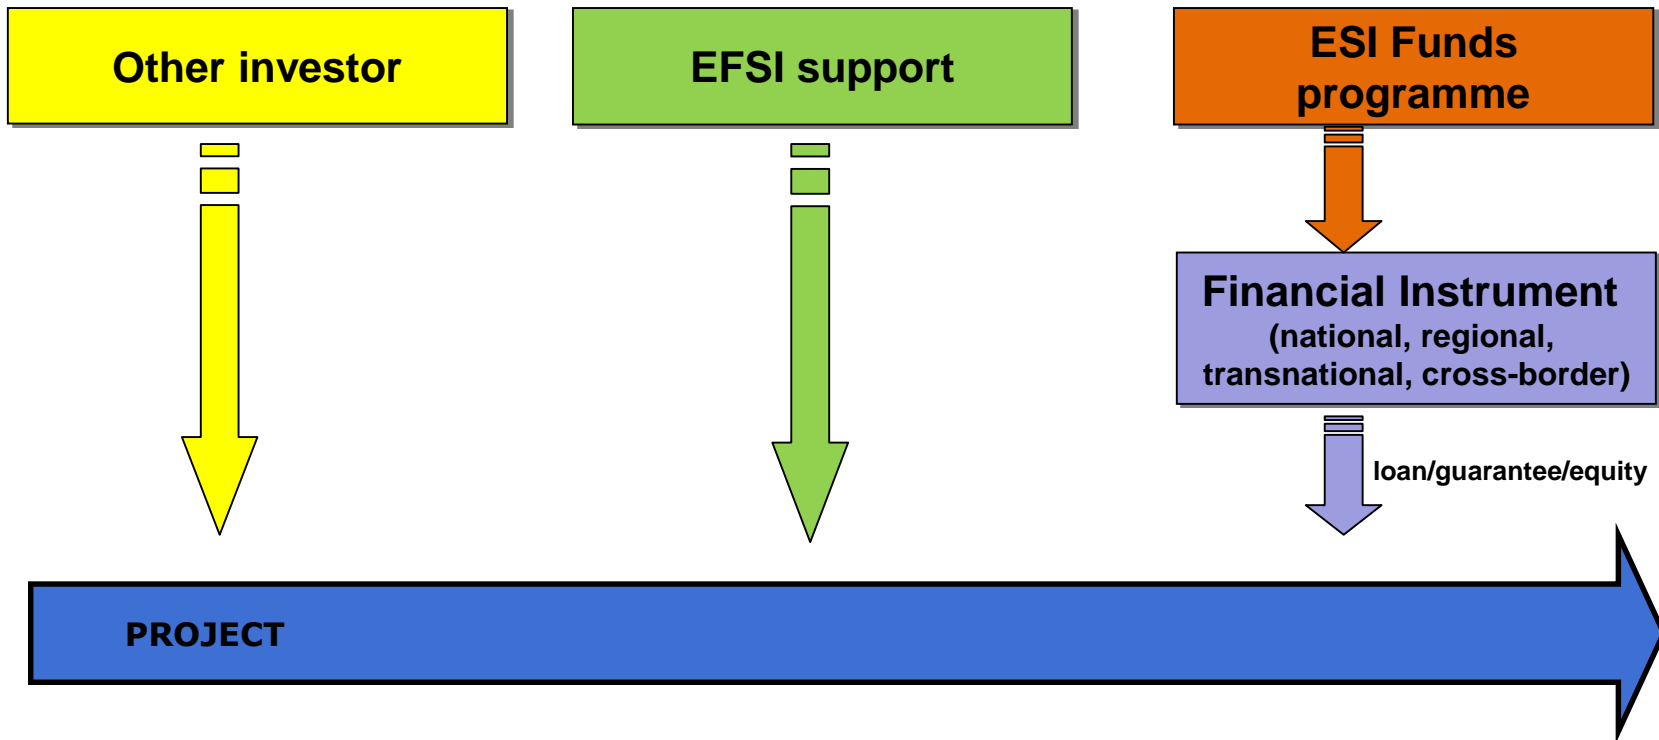 Other investor
EFSI support
ESI Funds
programme
Financial Instrument
(national, regional,
transnational, cross-border)
loan/guarantee/equity
PROJECT